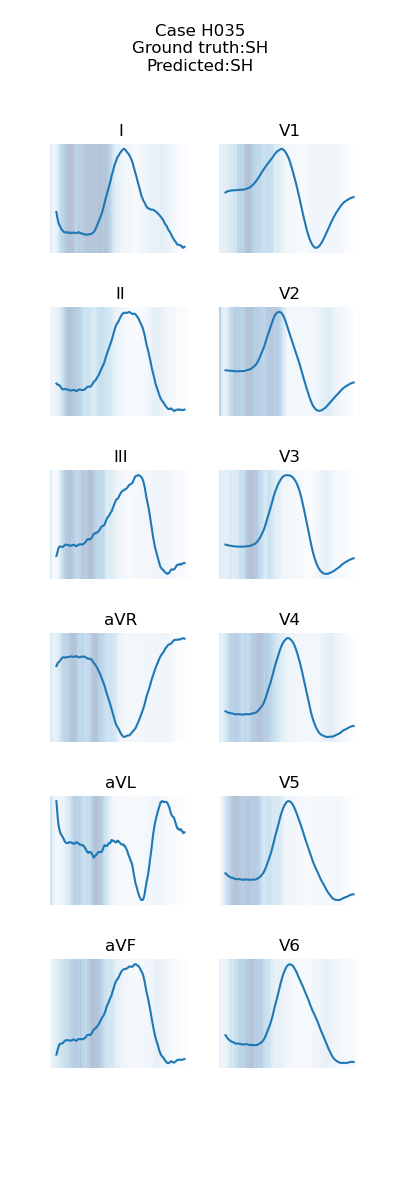 Case H035
Ground truth:SH
Predicted:SH
I
V1
II
V2
III
V3
aVR
V4
aVL
V5
aVF
V6